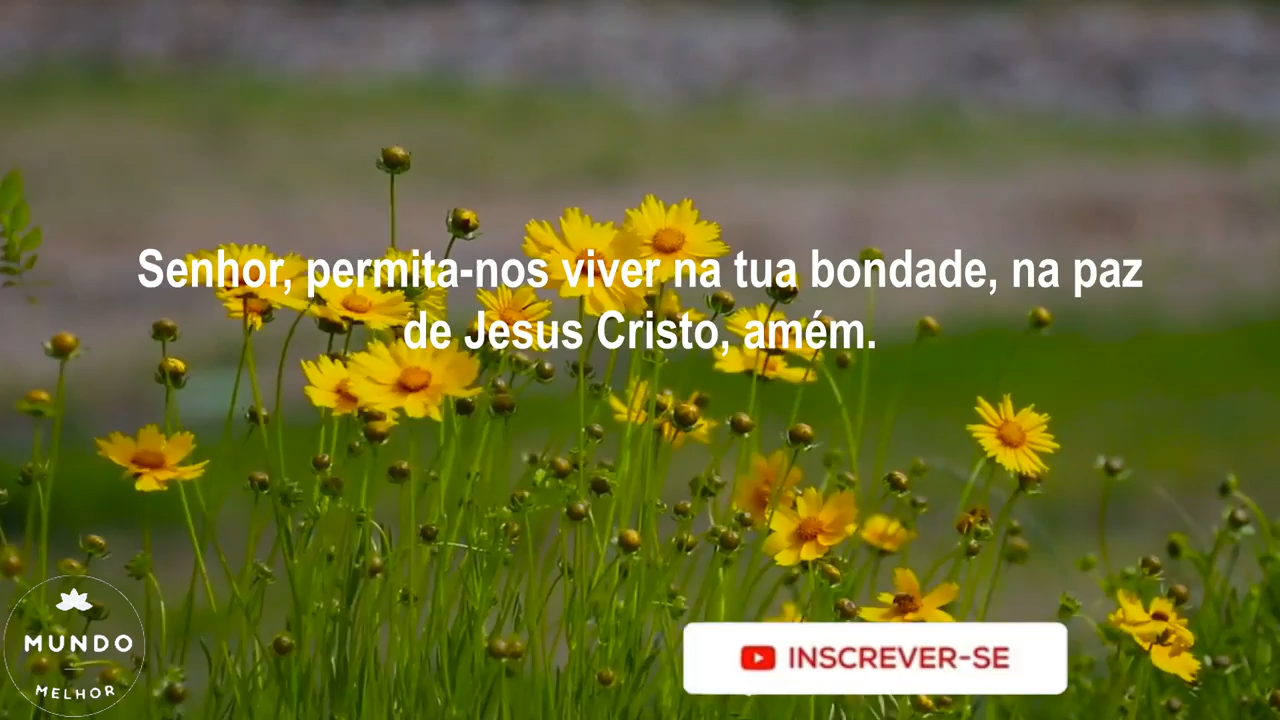 Senhor, permita-nos viver na tua bondade, na paz
de Jesus Cristo, amém.
INSCREVER-SE
MUNDO
MELHOR